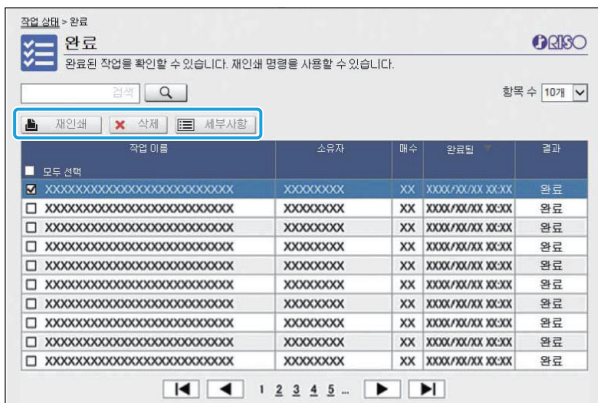 작업 상태 > 완료
완료
RISO
완료된 작업을 확인할 수 있습니다. 재인쇄 명령을 사용할 수 있습니다.
검색
항목 수 10개
재인쇄 삭제 세부사항
작업 이름 소유자 매수 완료됨 결과
모두 선택
XXXXXXXXXXXXXXXXXXXXXXXXX XXXXXXXX XX XXXX/XX/XX XX:XX 완료
XXXXXXXXXXXXXXXXXXXXXXXXX XXXXXXXX XX XXXX/XX/XX XX:XX 완료
XXXXXXXXXXXXXXXXXXXXXXXXX XXXXXXXX XX XXXX/XX/XX XX:XX 완료
XXXXXXXXXXXXXXXXXXXXXXXXX XXXXXXXX XX XXXX/XX/XX XX:XX 완료
XXXXXXXXXXXXXXXXXXXXXXXXX XXXXXXXX XX XXXX/XX/XX XX:XX 완료
XXXXXXXXXXXXXXXXXXXXXXXXX XXXXXXXX XX XXXX/XX/XX XX:XX 완료
XXXXXXXXXXXXXXXXXXXXXXXXX XXXXXXXX XX XXXX/XX/XX XX:XX 완료
XXXXXXXXXXXXXXXXXXXXXXXXX XXXXXXXX XX XXXX/XX/XX XX:XX 완료
XXXXXXXXXXXXXXXXXXXXXXXXX XXXXXXXX XX XXXX/XX/XX XX:XX 완료
XXXXXXXXXXXXXXXXXXXXXXXXX XXXXXXXX XX XXXX/XX/XX XX:XX 완료
1 2 3 4 5 ...